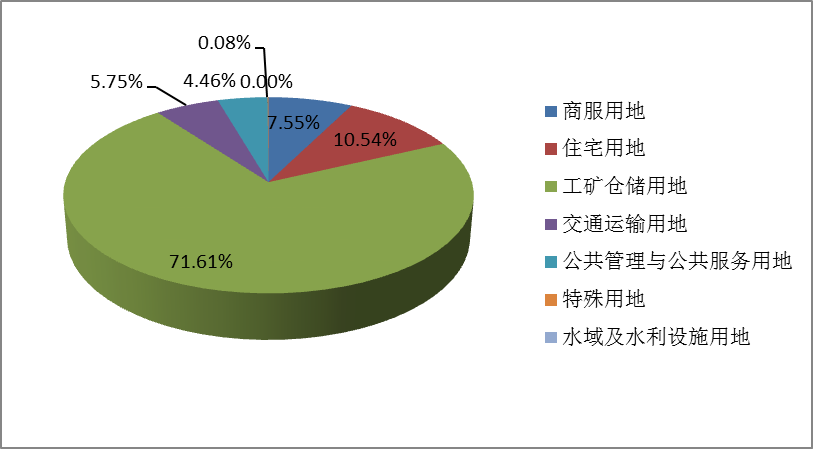 0.08%
5.75%
4.46%
0.00%
7.55%
10.54%
71.61%
商服用地
住宅用地
工矿仓储用地
交通运输用地
公共管理与公共服务用地
特殊用地
水域及水利设施用地